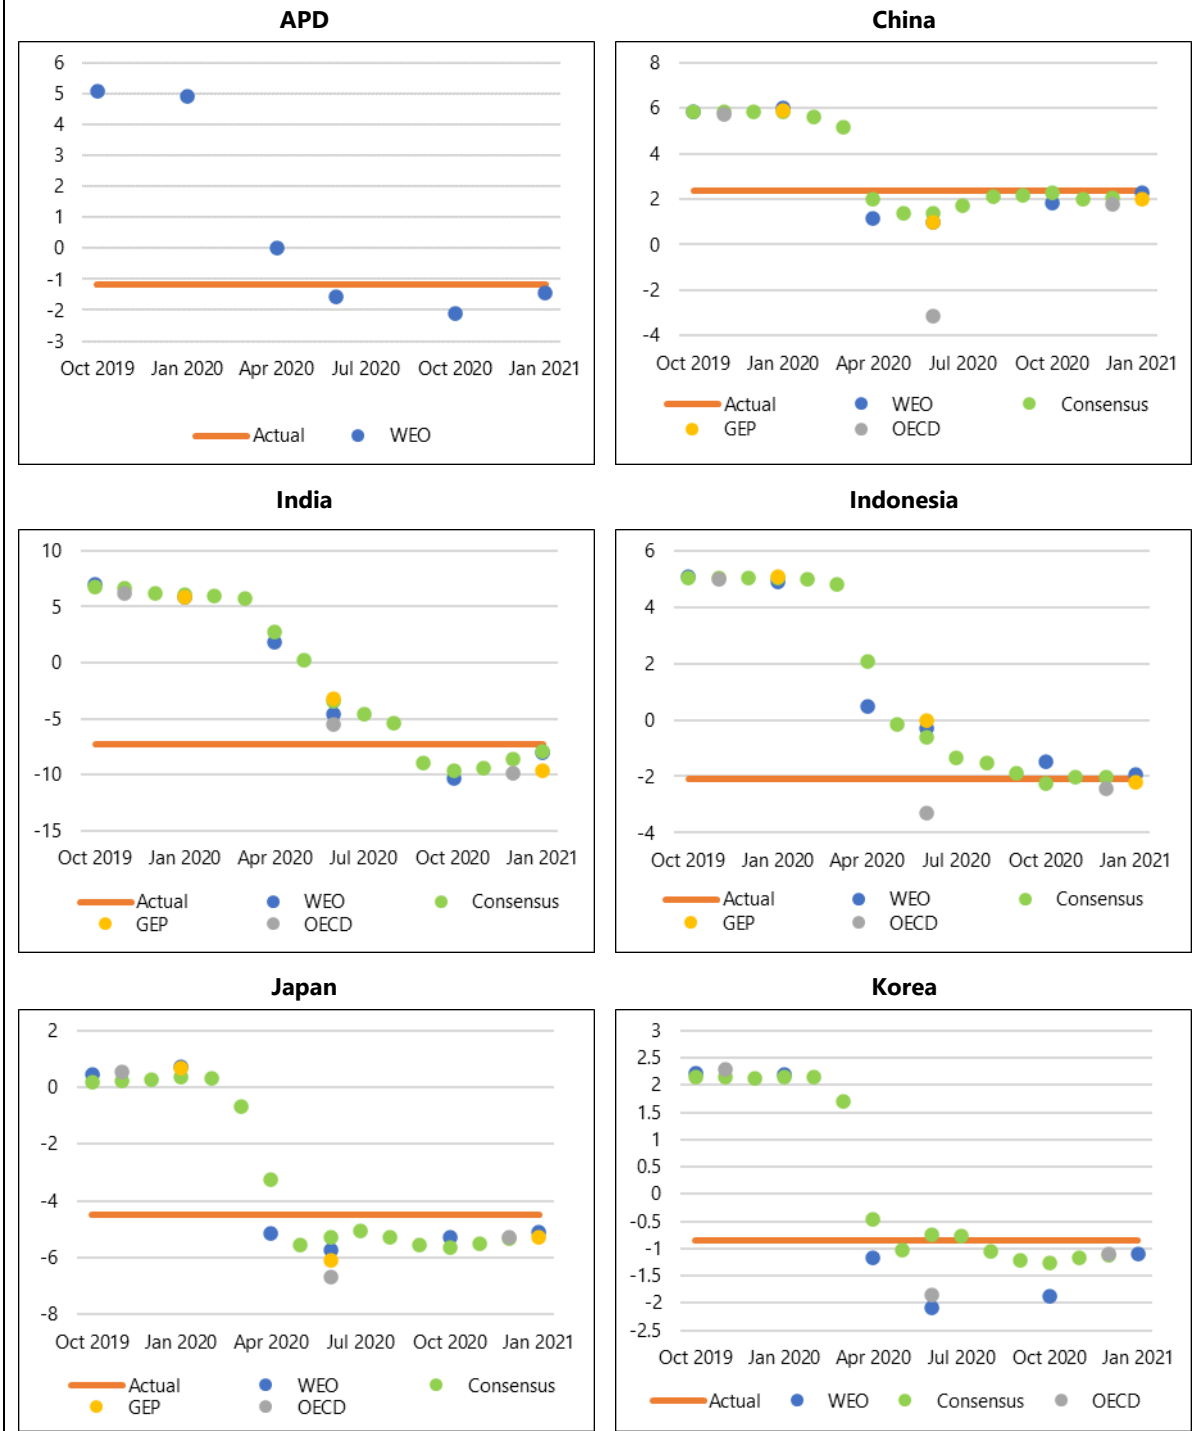 APD
6
5
4
3
2
1
0
-1
-2
-3
Oct 2019 Jan 2020 Apr 2020 Jul 2020 Oct 2020 Jan 2021
Actual WEO
China
8
6
4
2
0
-2
-4
Oct 2019 Jan 2020 Apr 2020 Jul 2020 Oct 2020 Jan 2021
Actual WEO Consensus
GEP OECD
India
10
5
0
-5
-10
-15
Oct 2019 Jan 2020 Apr 2020 Jul 2020 Oct 2020 Jan 2021
Actual WEO Consensus
GEP OECD
Indonesia
6
4
2
0
-2
-4
Oct 2019 Jan 2020 Apr 2020 Jul 2020 Oct 2020 Jan 2021
Actual WEO Consensus
GEP OECD
Japan
2
0
-2
-4
-6
-8
Oct 2019 Jan 2020 Apr 2020 Jul 2020 Oct 2020 Jan 2021
Actual WEO Consensus
GEP OECD
Korea
3
2.5
2
1.5
1
0.5
0
-0.5
-1
-1.5
-2
-2.5
Oct 2019 Jan 2020 Apr 2020 Jul 2020 Oct 2020 Jan 2021
Actual WEO Consensus OECD